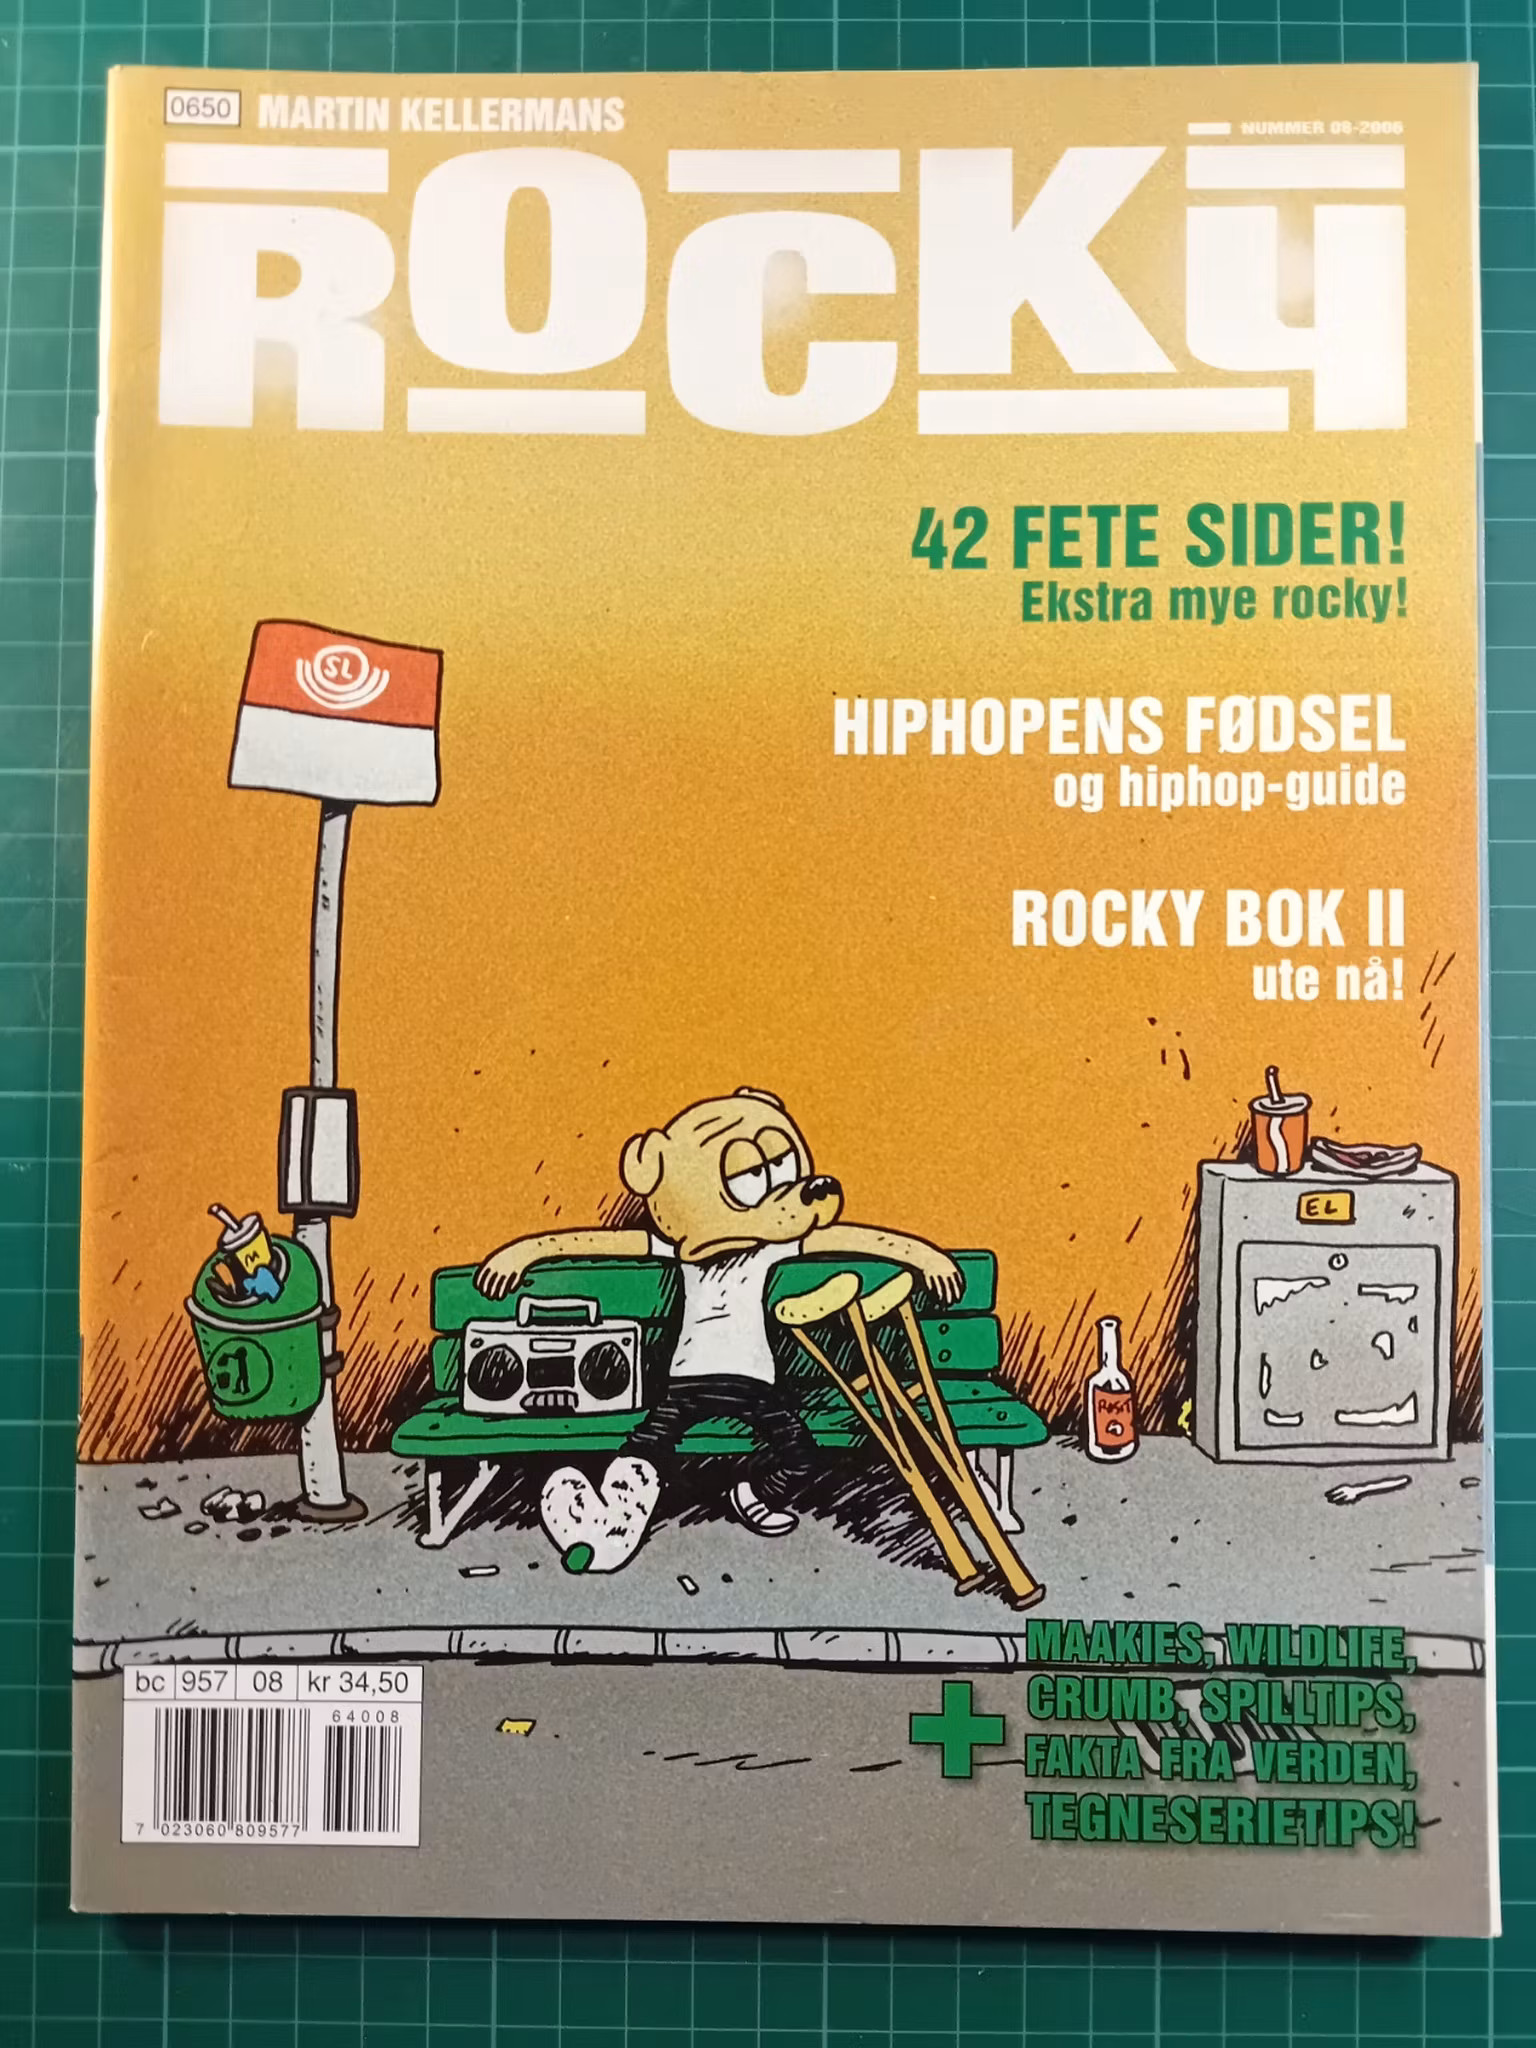 0650 MARTIN KELLERMANS
NUMMER 08-2006
ROCKY
42 FETE SIDER!
Ekstra mye rocky!
SL
HIPHOPENS FØDSEL
og hiphop-guide
ROCKY BOK II
ute nå!
EL
MAAKIES, WILDLIFE,
+ CRUMB, SPILLTIPS,
FAKTA FRA VERDEN,
TEGNESERIETIPS!
bc 957 08 kr 34,50
64008
7 023060 809577